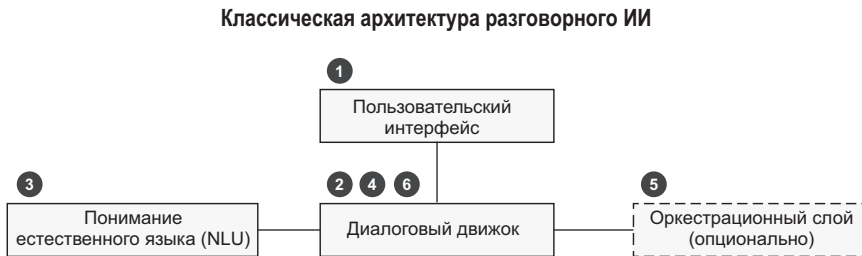 Классическая архитектура разговорного ИИ
1
Пользовательский
интерфейс
3
2 4 6
5
Понимание
естественного языка (NLU)
Диалоговый движок
Оркестрационный слой
(опционально)